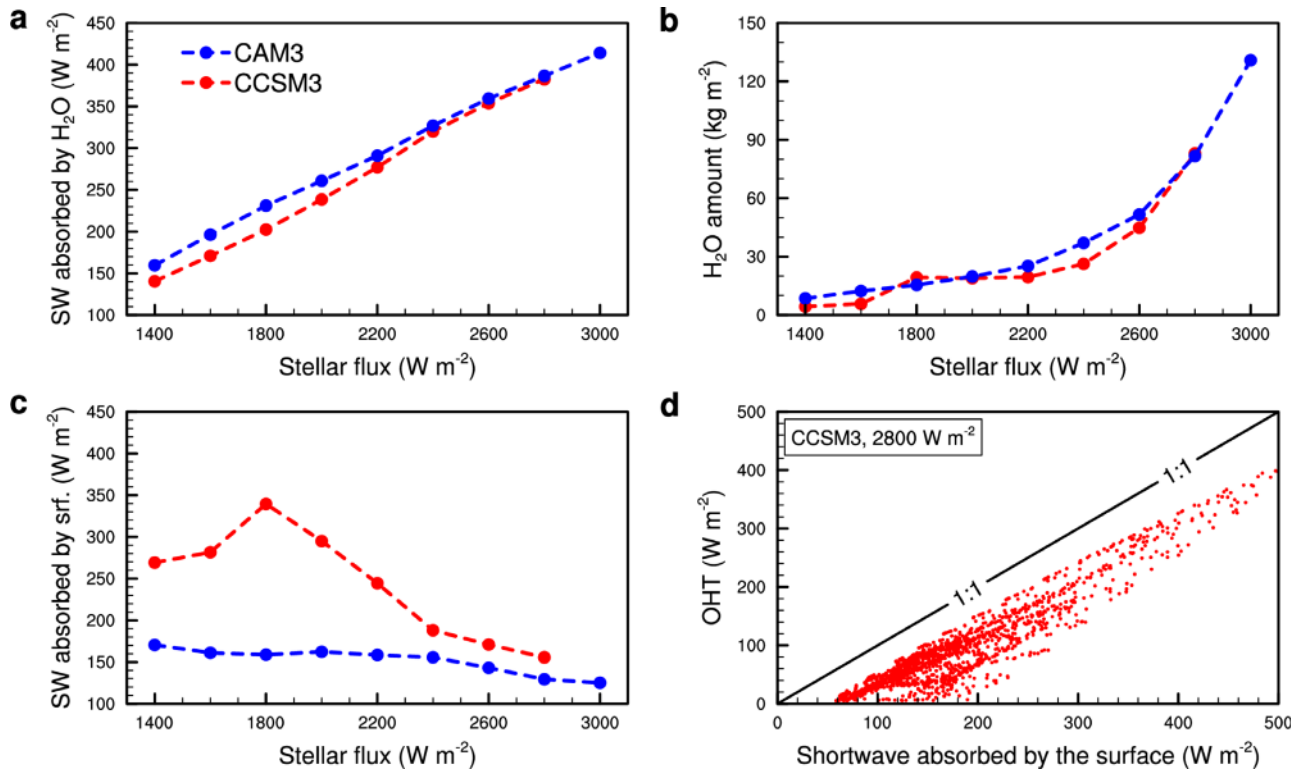 a
450
400
350
300
250
200
150
100
SW absorbed by H₂O (W m⁻²)
CAM3
CCSM3
1400 1800 2200 2600 3000
Stellar flux (W m⁻²)
b
150
120
90
60
30
0
H₂O amount (kg m⁻²)
1400 1800 2200 2600 3000
Stellar flux (W m⁻²)
c
450
400
350
300
250
200
150
100
SW absorbed by srf. (W m⁻²)
1400 1800 2200 2600 3000
Stellar flux (W m⁻²)
d
500
400
300
200
100
0
OHT (W m⁻²)
CCSM3, 2800 W m⁻²
1:1
1:1
0 100 200 300 400 500
Shortwave absorbed by the surface (W m⁻²)